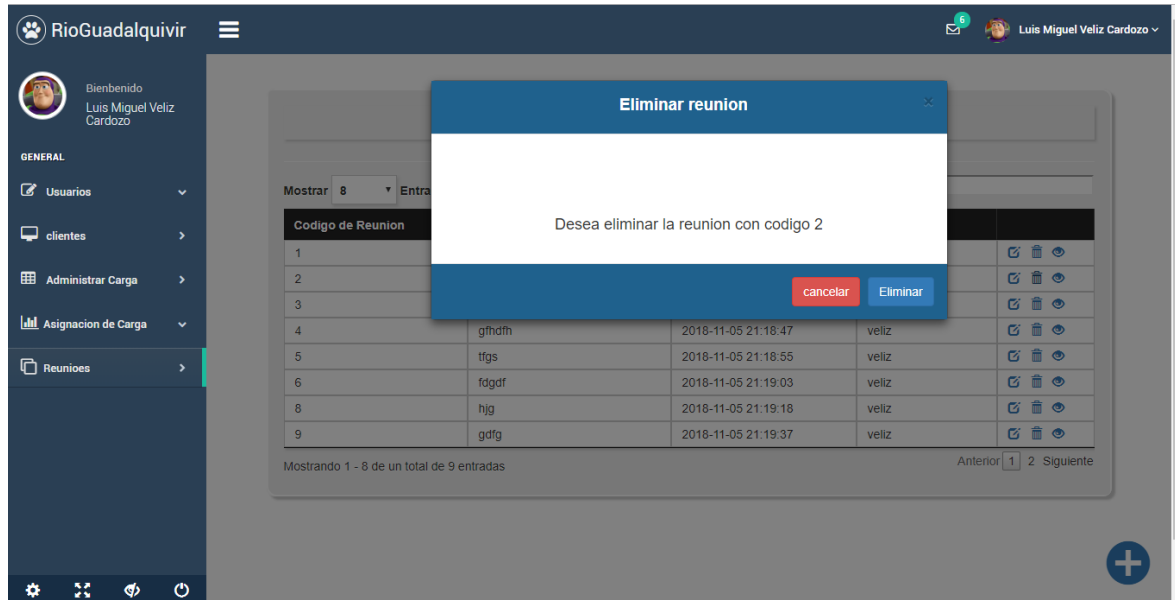 RioGuadalquivir
6
Luis Miguel Veliz Cardozo
Bienbenido
Luis Miguel Veliz
Cardozo
GENERAL
Usuarios
clientes
Administrar Carga
Asignacion de Carga
Reunioes
Eliminar reunion
×
Desea eliminar la reunion con codigo 2
cancelar Eliminar
Mostrar 8 Entra
Codigo de Reunion
1
2
3
4 gfhdfh 2018-11-05 21:18:47 veliz
5 tfgs 2018-11-05 21:18:55 veliz
6 fdgdf 2018-11-05 21:19:03 veliz
8 hjg 2018-11-05 21:19:18 veliz
9 gdfg 2018-11-05 21:19:37 veliz
Mostrando 1 - 8 de un total de 9 entradas
Anterior 1 2 Siguiente